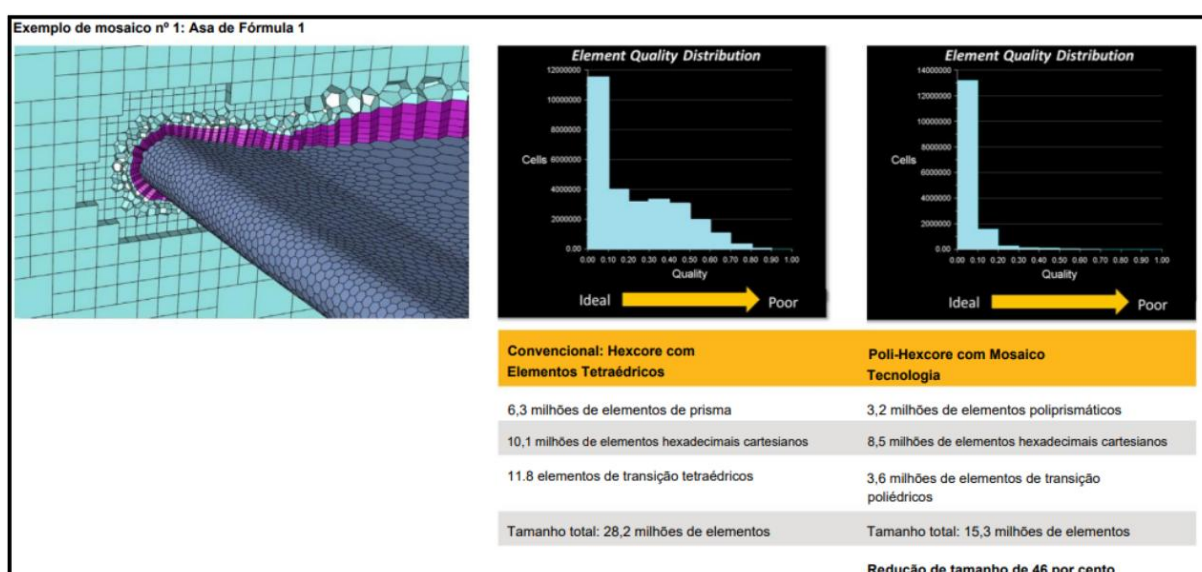 Exemplo de mosaico nº 1: Asa de Fórmula 1
Element Quality Distribution
12000000
10000000
8000000
Cells 6000000
4000000
2000000
0.00
0.00 0.10 0.20 0.30 0.40 0.50 0.60 0.70 0.80 0.90 1.00
Quality
Ideal Poor
Element Quality Distribution
14000000
12000000
10000000
8000000
Cells
6000000
4000000
2000000
0.00
0.00 0.10 0.20 0.30 0.40 0.50 0.60 0.70 0.80 0.90 1.00
Quality
Ideal Poor
Convencional: Hexcore com
Elementos Tetraédricos
Poli-Hexcore com Mosaico
Tecnologia
6,3 milhões de elementos de prisma
3,2 milhões de elementos poliprismáticos
10,1 milhões de elementos hexadecimais cartesianos
8,5 milhões de elementos hexadecimais cartesianos
11.8 elementos de transição tetraédricos
3,6 milhões de elementos de transição
poliédricos
Tamanho total: 28,2 milhões de elementos
Tamanho total: 15,3 milhões de elementos
Redução de tamanho de 46 por cento